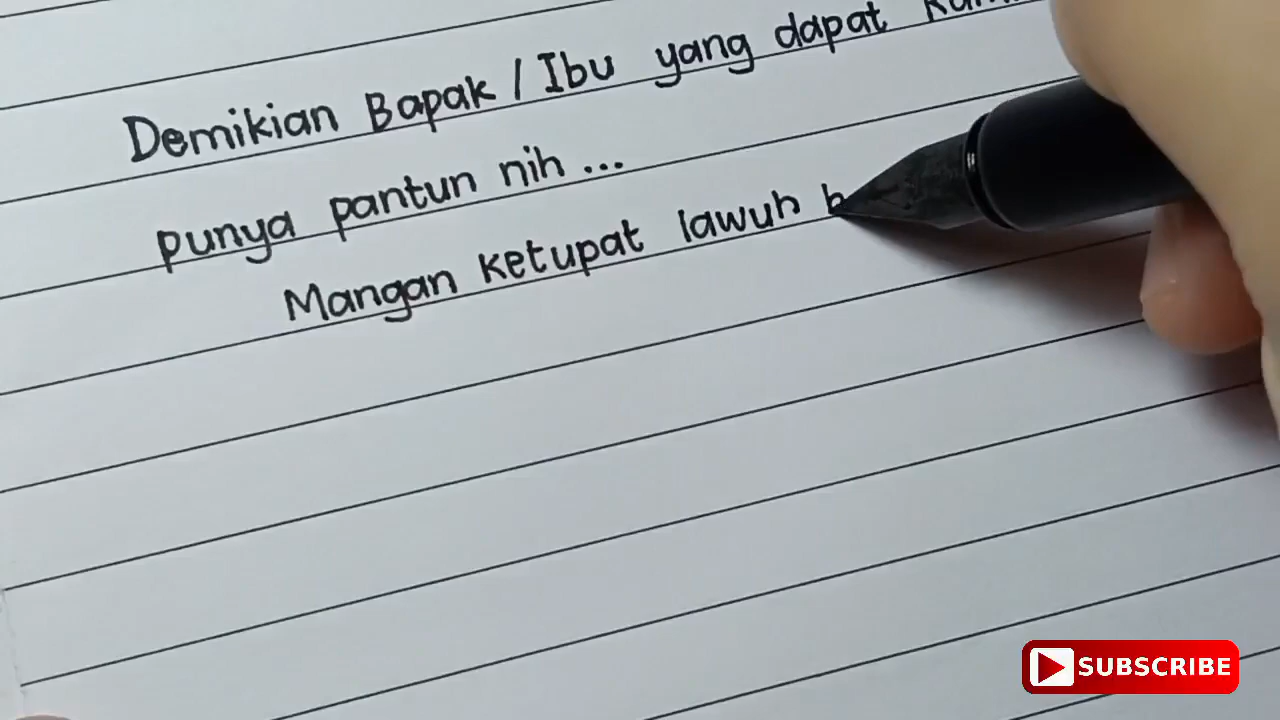 Demikian Bapak / Ibu yang dapat
punya pantun nih ...
Mangan ketupat lawuh
SUBSCRIBE